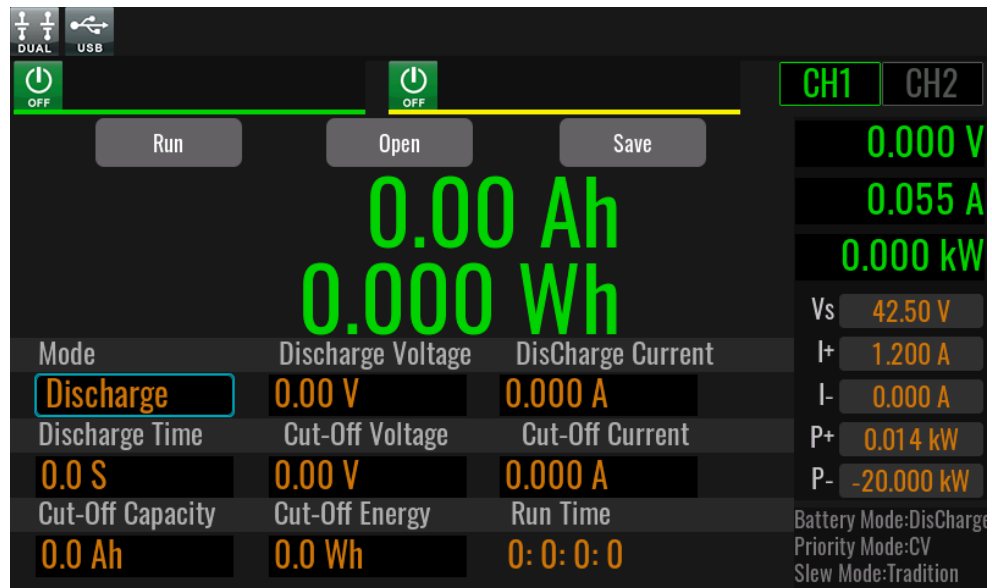 DUAL USB
OFF OFF CH1 CH2
Run Open Save
0.000 V
0.00 Ah
0.055 A
0.000 Wh
0.000 kW
Vs 42.50 V
Mode Discharge Voltage DisCharge Current
I+ 1.200 A
Discharge 0.00 V 0.000 A
I- 0.000 A
Discharge Time Cut-Off Voltage Cut-Off Current
P+ 0.014 kW
0.0 S 0.00 V 0.000 A
P- -20.000 kW
Cut-Off Capacity Cut-Off Energy Run Time
Battery Mode:DisCharge
0.0 Ah 0.0 Wh 0: 0: 0: 0
Priority Mode:CV
Slew Mode:Tradition